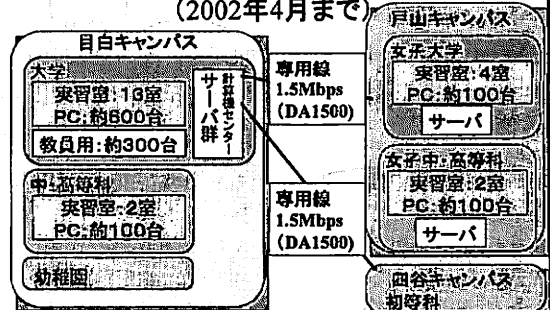 (2002年4月まで)
目白キャンパス
大学
実習室:13室
PC:約600台
教員用:約300台
計算機センター
サーバ群
中・高等科
実習室:2室
PC:約100台
幼稚園
専用線
1.5Mbps
(DA1500)
専用線
1.5Mbps
(DA1500)
戸山キャンパス
女子大学
実習室:4室
PC:約100台
サーバ
女子中・高等科
実習室:2室
PC:約100台
サーバ
四谷キャンパス
初等科